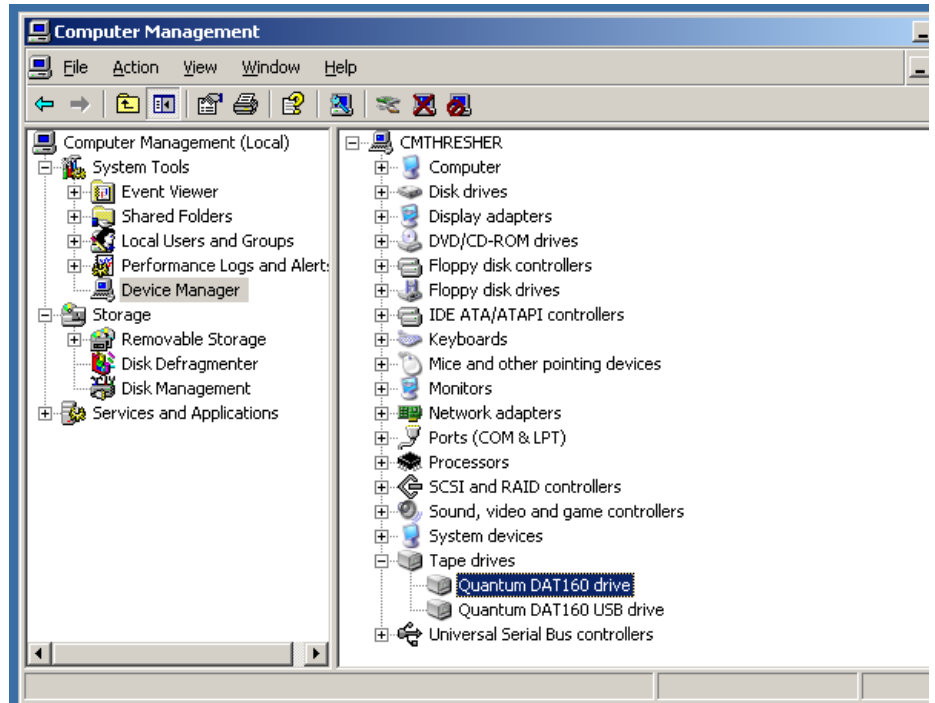 Computer Management
File Action View Window Help
Computer Management (Local)
System Tools
Event Viewer
Shared Folders
Local Users and Groups
Performance Logs and Alert:
Device Manager
Storage
Removable Storage
Disk Defragmenter
Disk Management
Services and Applications
CMTHRESHER
Computer
Disk drives
Display adapters
DVD/CD-ROM drives
Floppy disk controllers
Floppy disk drives
IDE ATA/ATAPI controllers
Keyboards
Mice and other pointing devices
Monitors
Network adapters
Ports (COM & LPT)
Processors
SCSI and RAID controllers
Sound, video and game controllers
System devices
Tape drives
Quantum DAT160 drive
Quantum DAT160 USB drive
Universal Serial Bus controllers